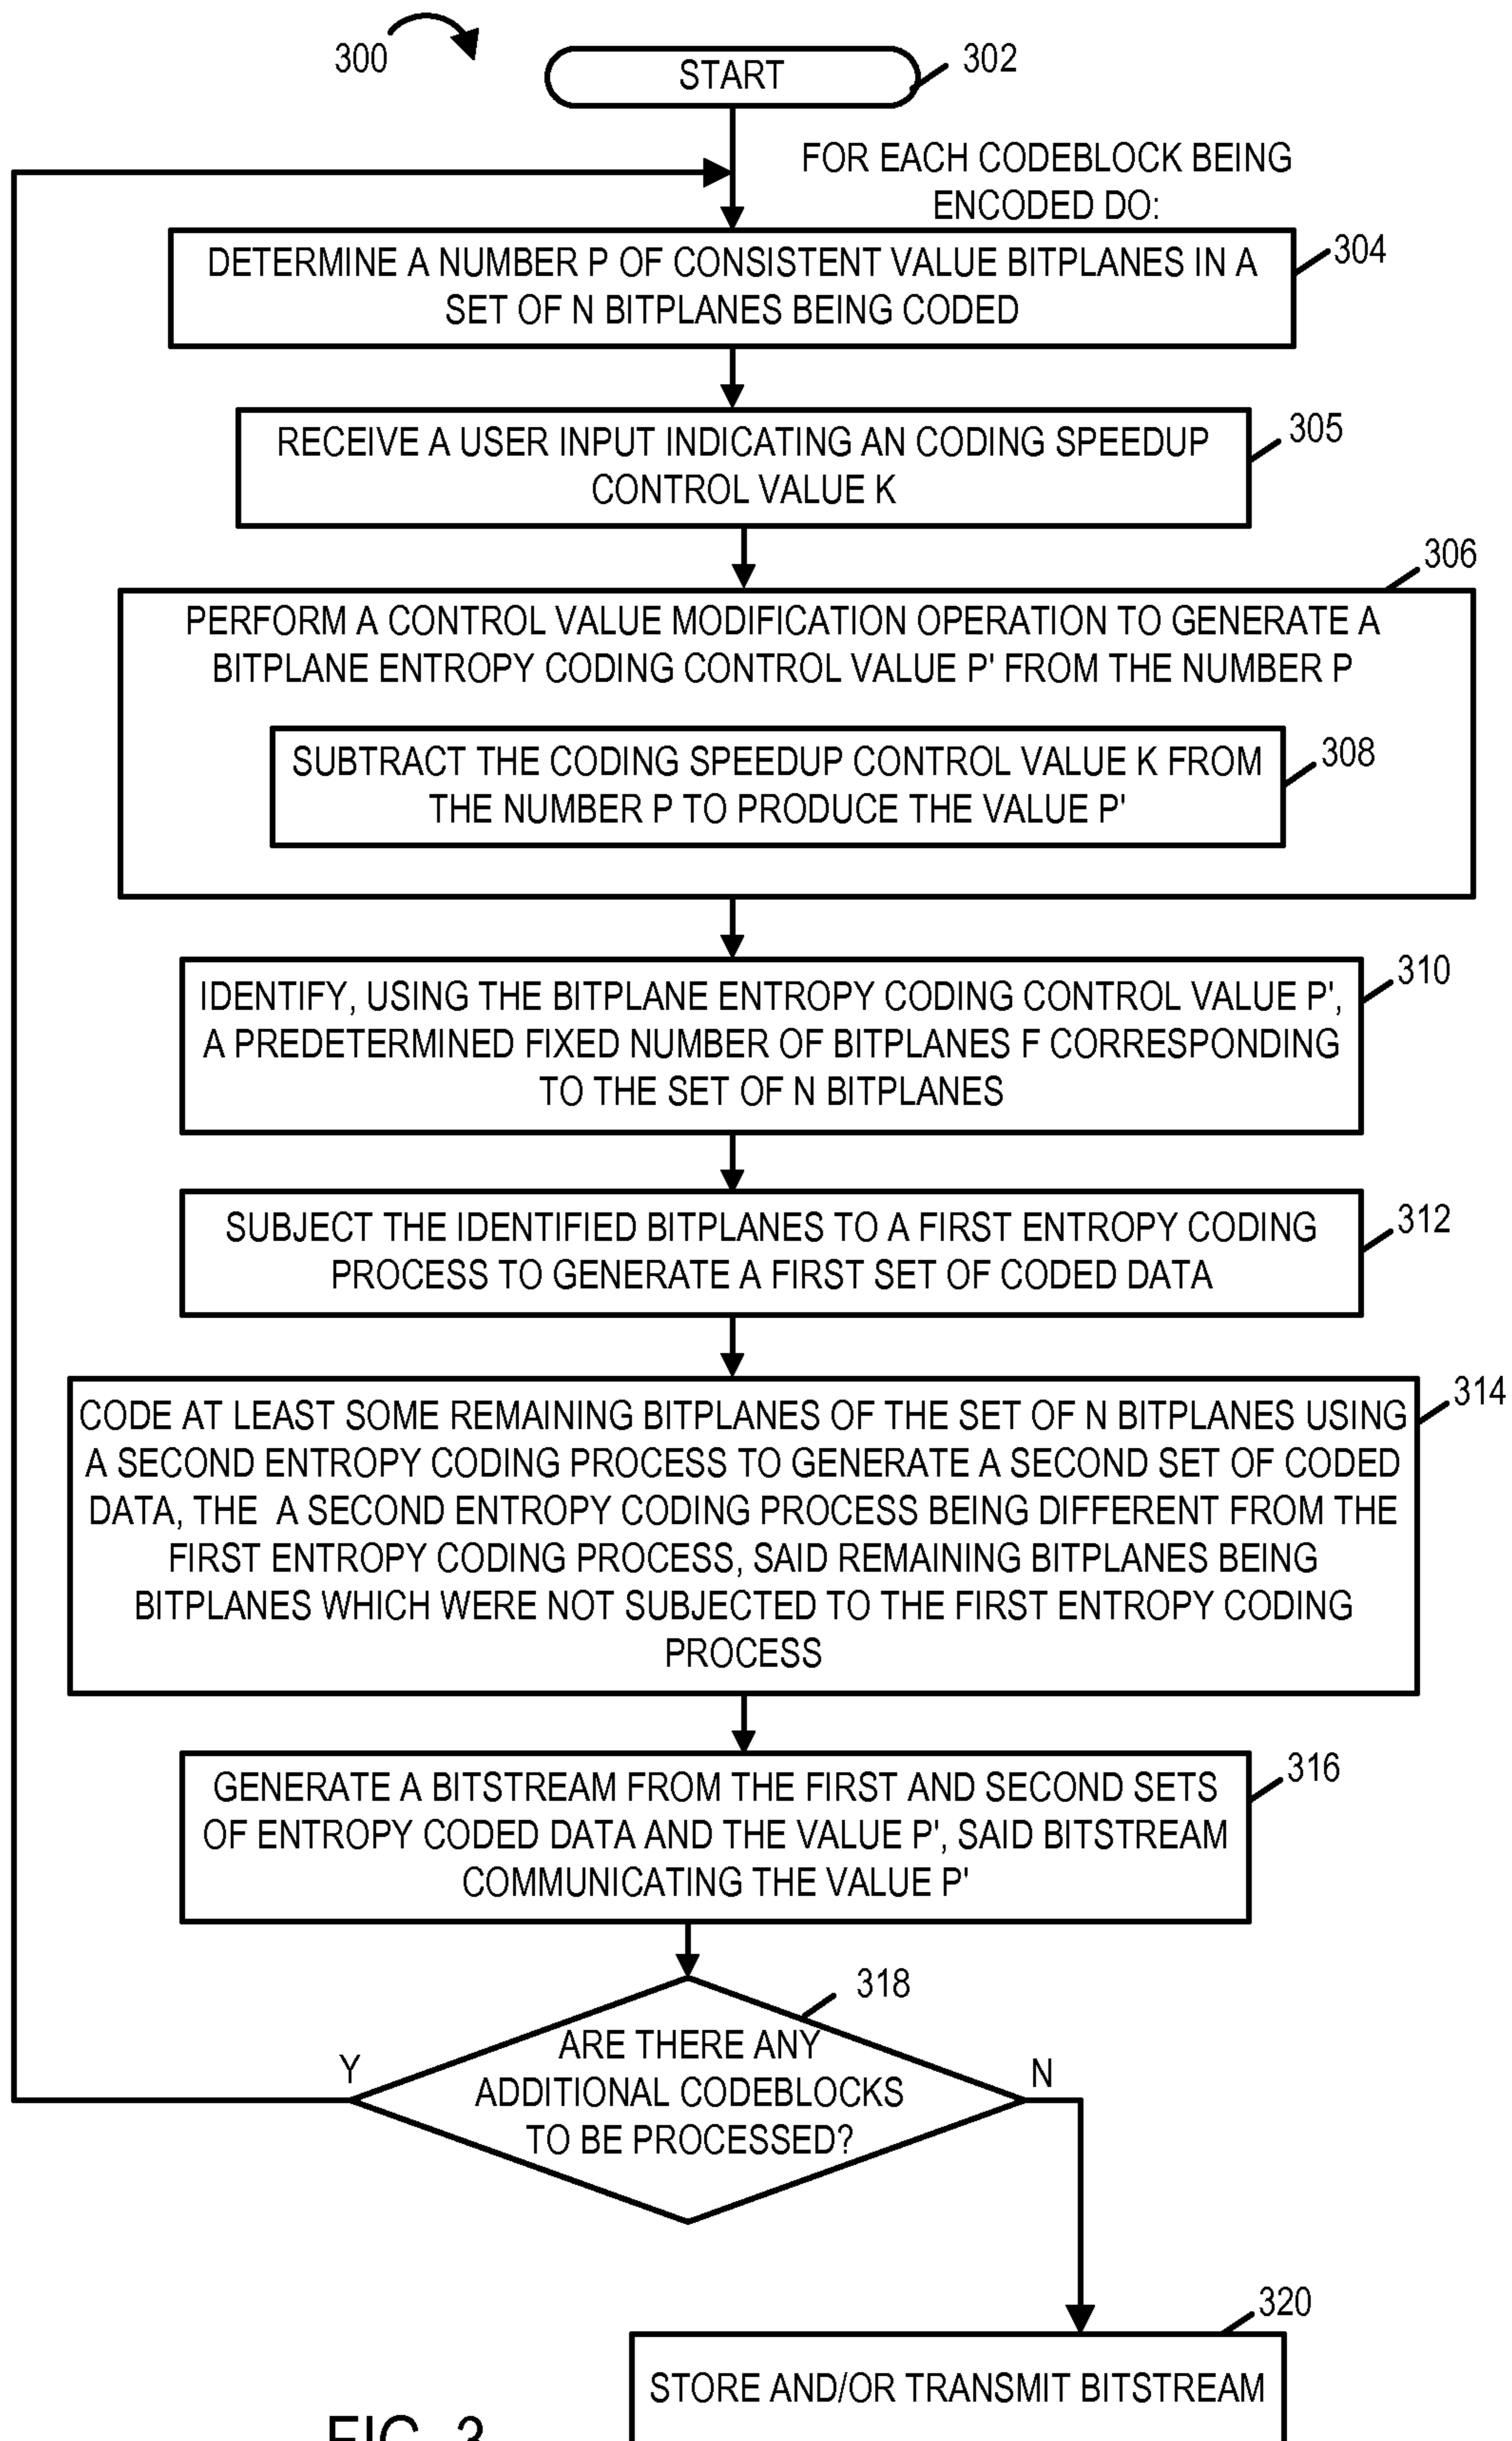 300
START
302
FOR EACH CODEBLOCK BEING
ENCODED DO:
DETERMINE A NUMBER P OF CONSISTENT VALUE BITPLANES IN A
SET OF N BITPLANES BEING CODED
304
RECEIVE A USER INPUT INDICATING AN CODING SPEEDUP
CONTROL VALUE K
305
306
PERFORM A CONTROL VALUE MODIFICATION OPERATION TO GENERATE A
BITPLANE ENTROPY CODING CONTROL VALUE P' FROM THE NUMBER P
SUBTRACT THE CODING SPEEDUP CONTROL VALUE K FROM
THE NUMBER P TO PRODUCE THE VALUE P'
308
IDENTIFY, USING THE BITPLANE ENTROPY CODING CONTROL VALUE P',
A PREDETERMINED FIXED NUMBER OF BITPLANES F CORRESPONDING
TO THE SET OF N BITPLANES
310
SUBJECT THE IDENTIFIED BITPLANES TO A FIRST ENTROPY CODING
PROCESS TO GENERATE A FIRST SET OF CODED DATA
312
CODE AT LEAST SOME REMAINING BITPLANES OF THE SET OF N BITPLANES USING
A SECOND ENTROPY CODING PROCESS TO GENERATE A SECOND SET OF CODED
DATA, THE A SECOND ENTROPY CODING PROCESS BEING DIFFERENT FROM THE
FIRST ENTROPY CODING PROCESS, SAID REMAINING BITPLANES BEING
BITPLANES WHICH WERE NOT SUBJECTED TO THE FIRST ENTROPY CODING
PROCESS
314
GENERATE A BITSTREAM FROM THE FIRST AND SECOND SETS
OF ENTROPY CODED DATA AND THE VALUE P', SAID BITSTREAM
COMMUNICATING THE VALUE P'
316
318
ARE THERE ANY
ADDITIONAL CODEBLOCKS
TO BE PROCESSED?
Y
N
320
STORE AND/OR TRANSMIT BITSTREAM
FIG. 3